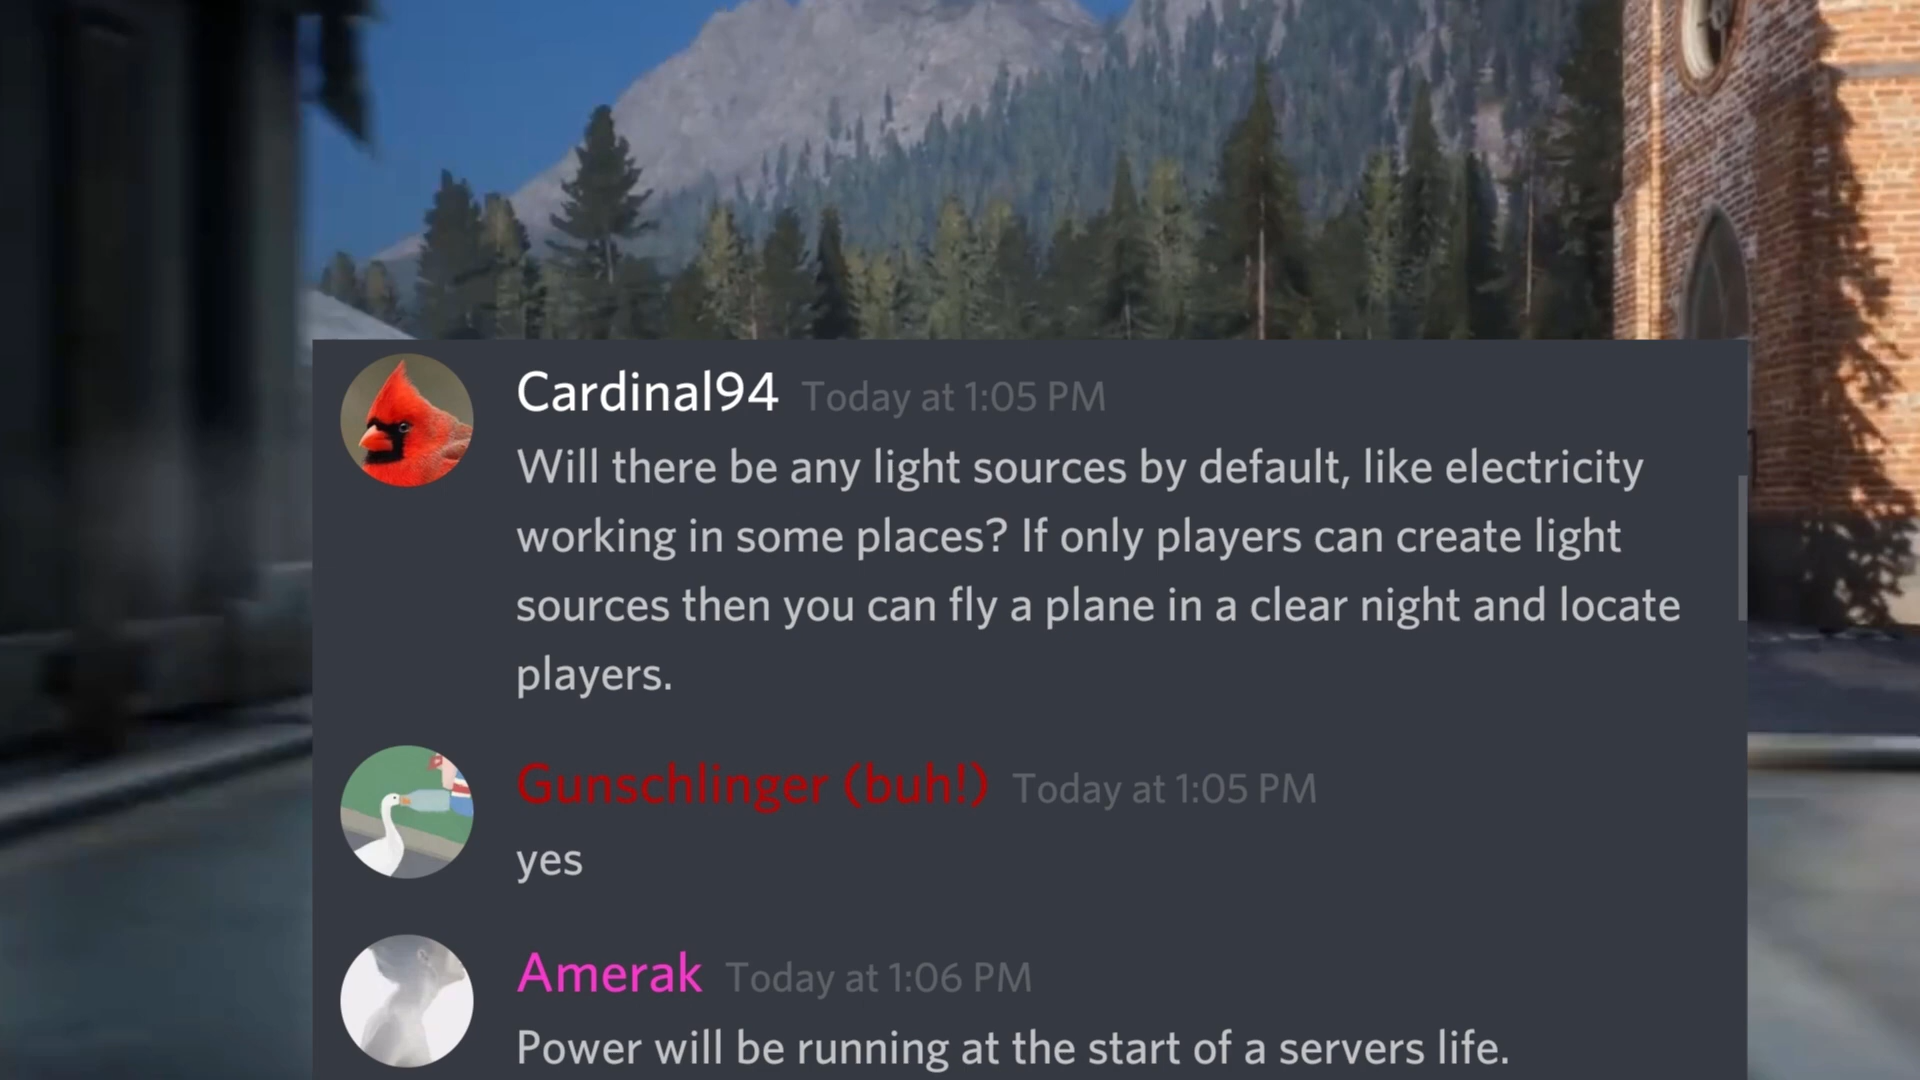 Cardinal94 Today at 1:05 PM
Will there be any light sources by default, like electricity
working in some places? If only players can create light
sources then you can fly a plane in a clear night and locate
players.
Gunschlinger (buh!) Today at 1:05 PM
yes
Amerak Today at 1:06 PM
Power will be running at the start of a servers life.